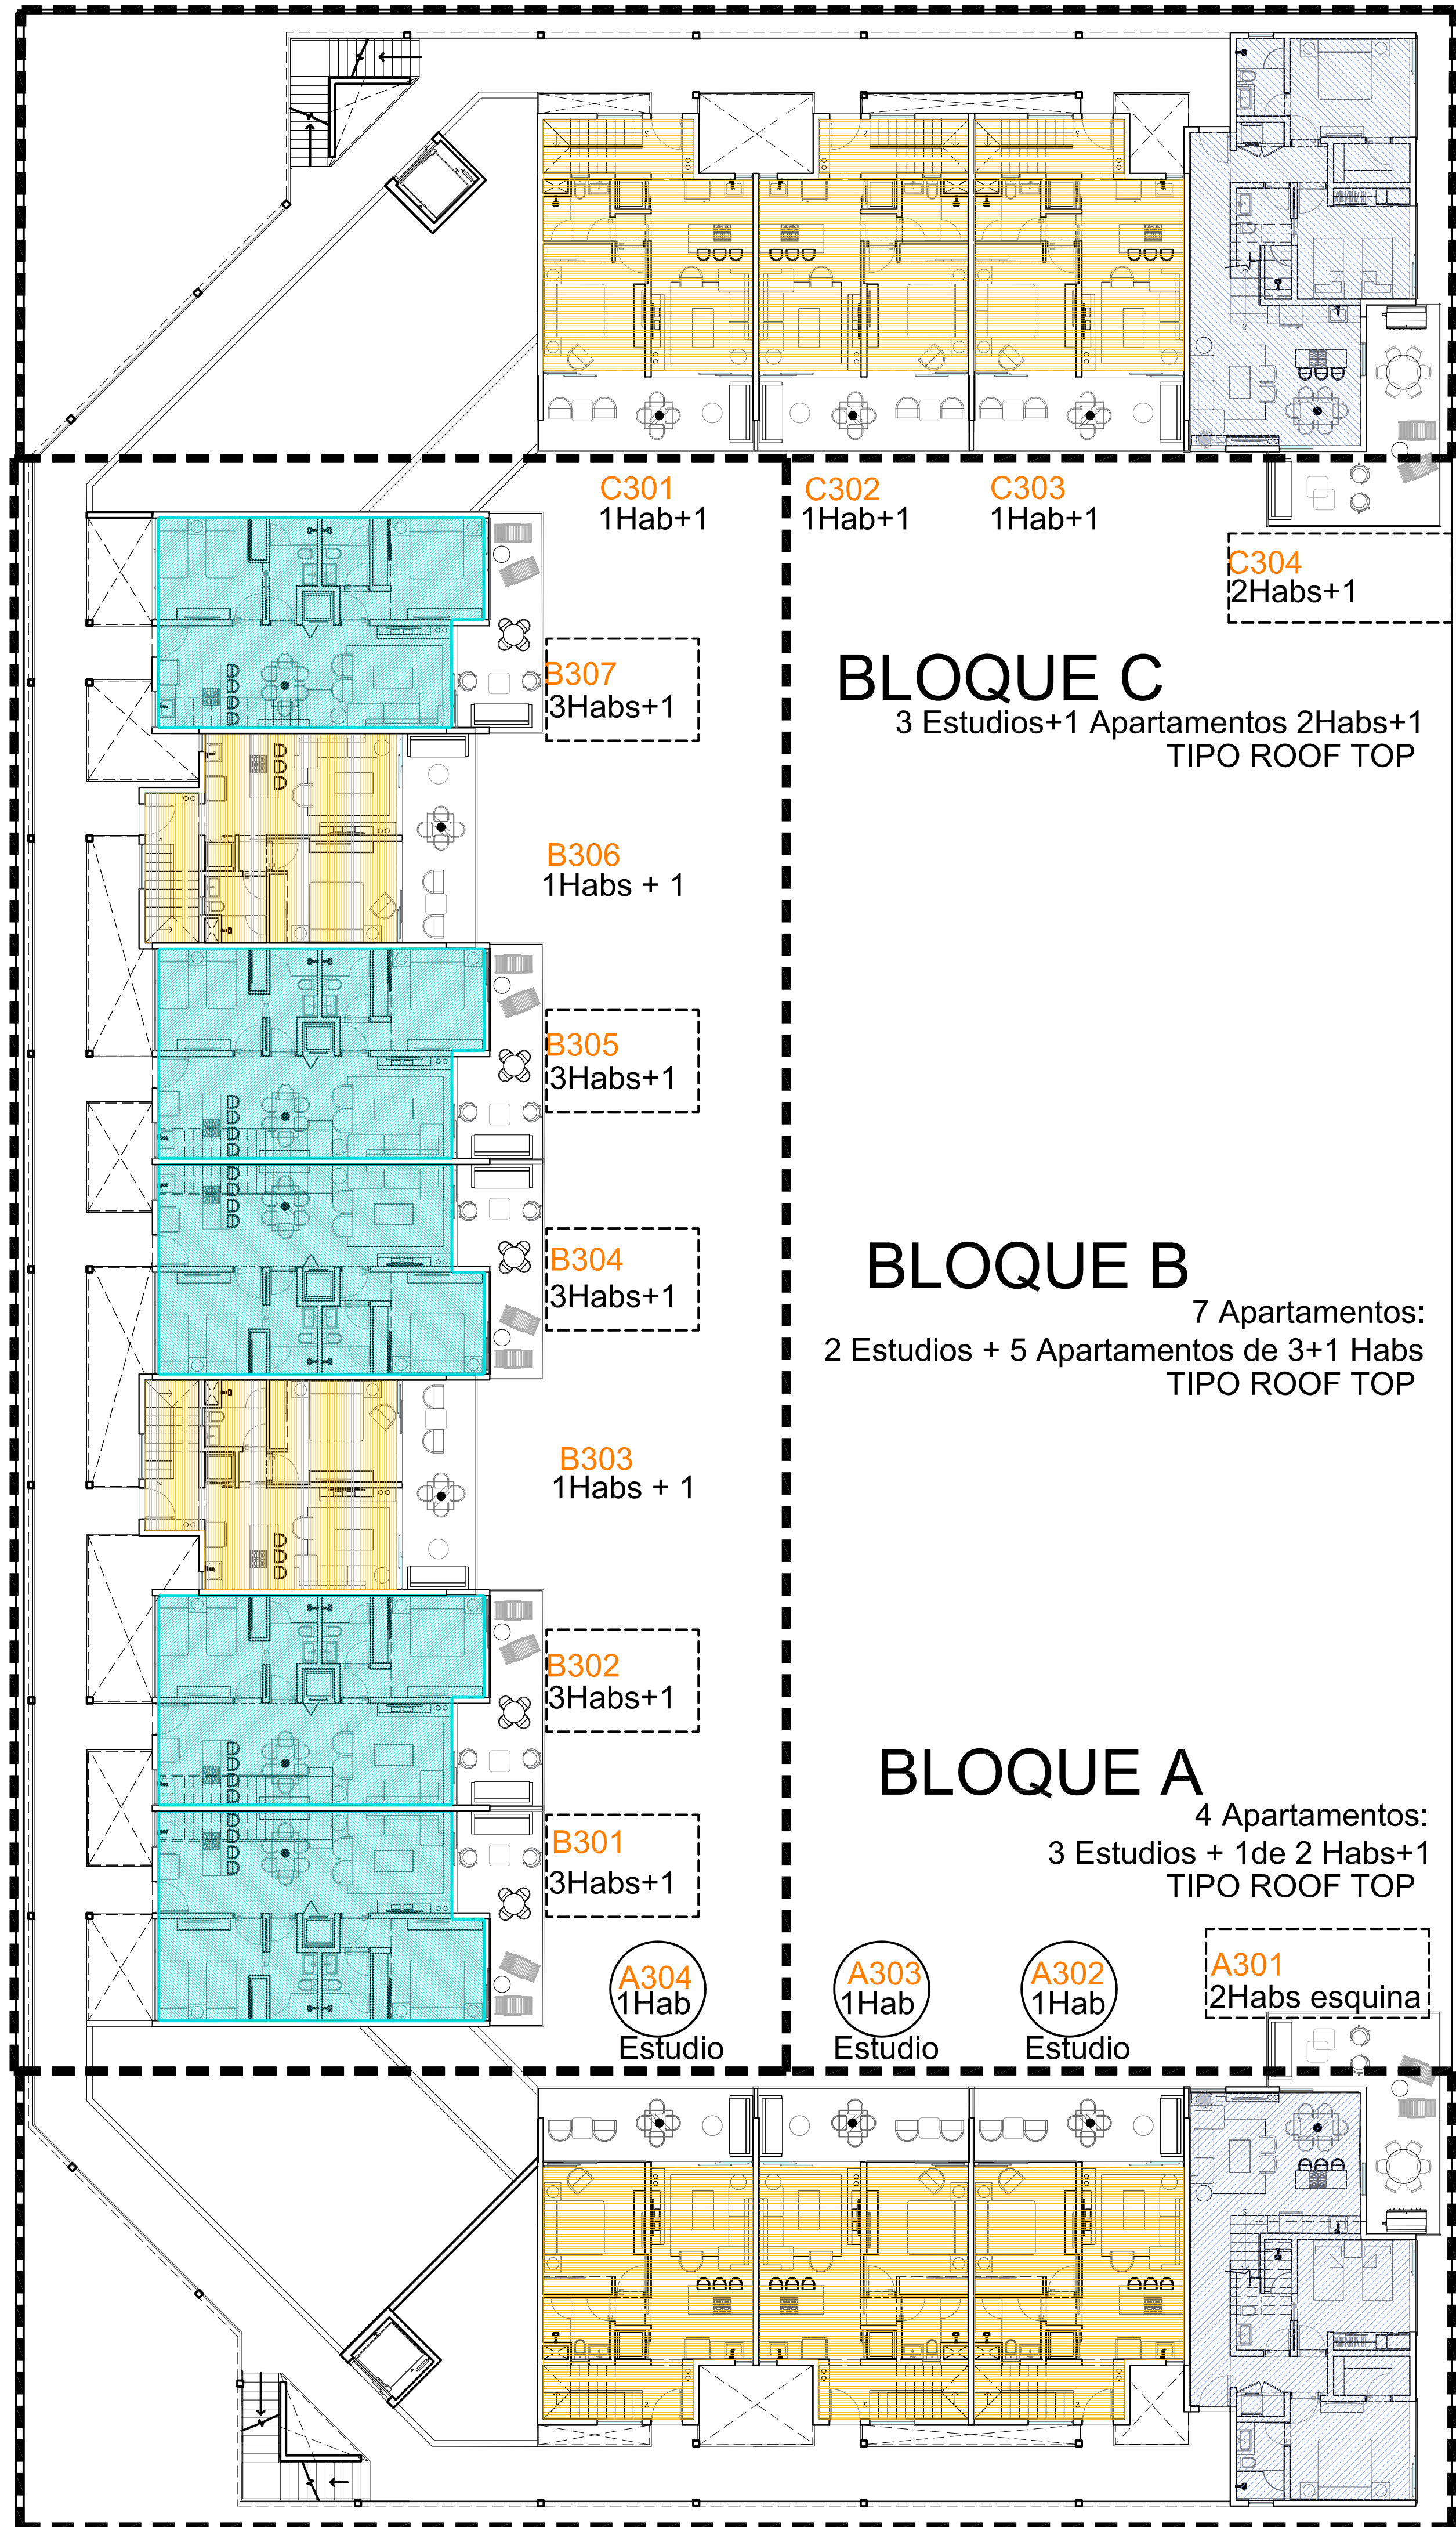 C301
1Hab+1
C302
1Hab+1
C303
1Hab+1
C304
2Habs+1
B307
3Habs+1
BLOQUE C
3 Estudios+1 Apartamentos 2Habs+1
TIPO ROOF TOP
B306
1Habs + 1
B305
3Habs+1
B304
3Habs+1
BLOQUE B
7 Apartamentos:
2 Estudios + 5 Apartamentos de 3+1 Habs
TIPO ROOF TOP
B303
1Habs + 1
B302
3Habs+1
BLOQUE A
4 Apartamentos:
3 Estudios + 1de 2 Habs+1
TIPO ROOF TOP
B301
3Habs+1
A304
1Hab
Estudio
A303
1Hab
Estudio
A302
1Hab
Estudio
A301
2Habs esquina